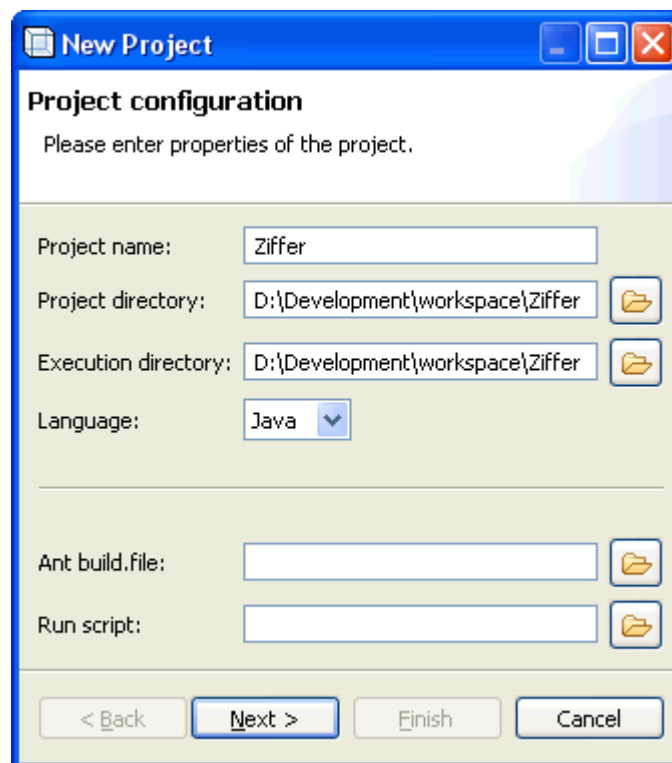 New Project
Project configuration
Please enter properties of the project.
Project name: Ziffer
Project directory: D:\Development\workspace\Ziffer
Execution directory: D:\Development\workspace\Ziffer
Language: Java
Ant build.file:
Run script:
< Back Next > Finish Cancel